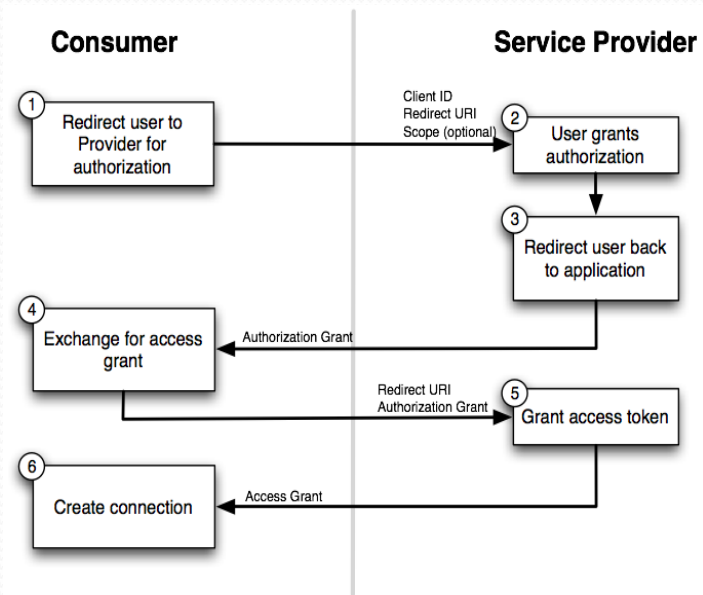 Consumer
Service Provider
1
Redirect user to
Provider for
authorization
Client ID
Redirect URI
Scope (optional)
2
User grants
authorization
3
Redirect user back
to application
4
Exchange for access
grant
Authorization Grant
Redirect URI
Authorization Grant
5
Grant access token
6
Create connection
Access Grant